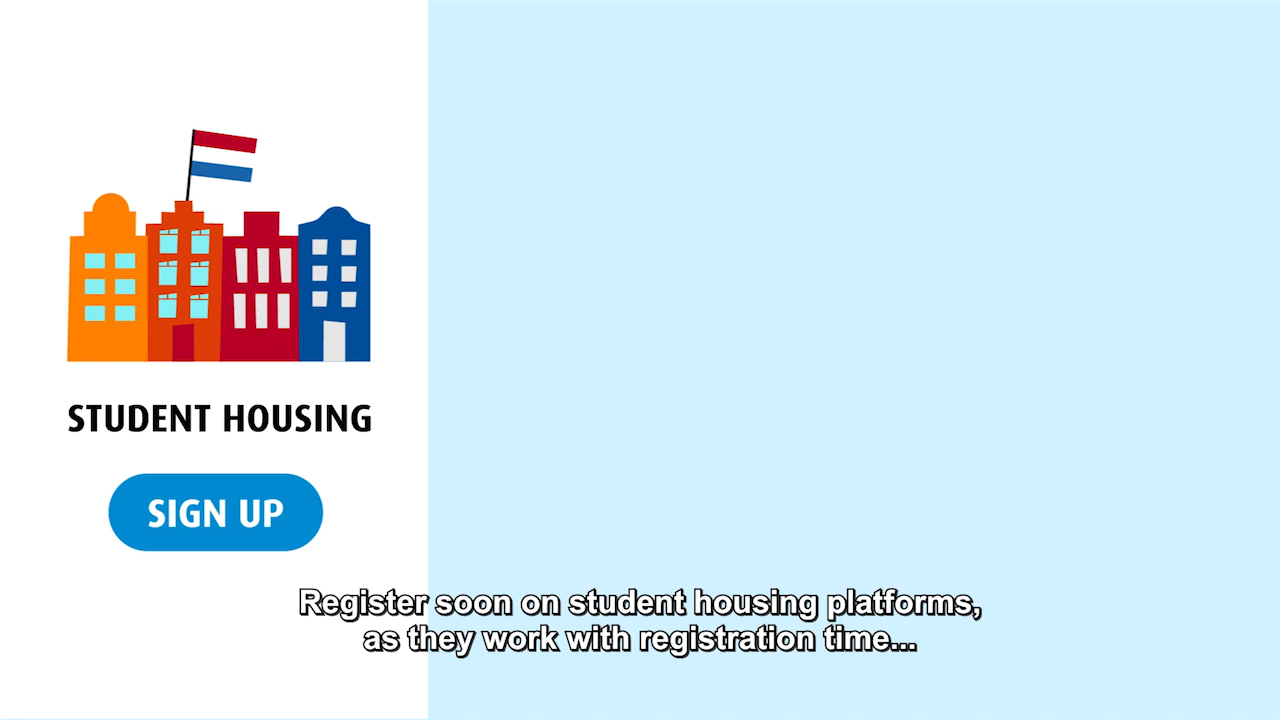 STUDENT HOUSING
SIGN UP
Register soon on student housing platforms,
as they work with registration time...